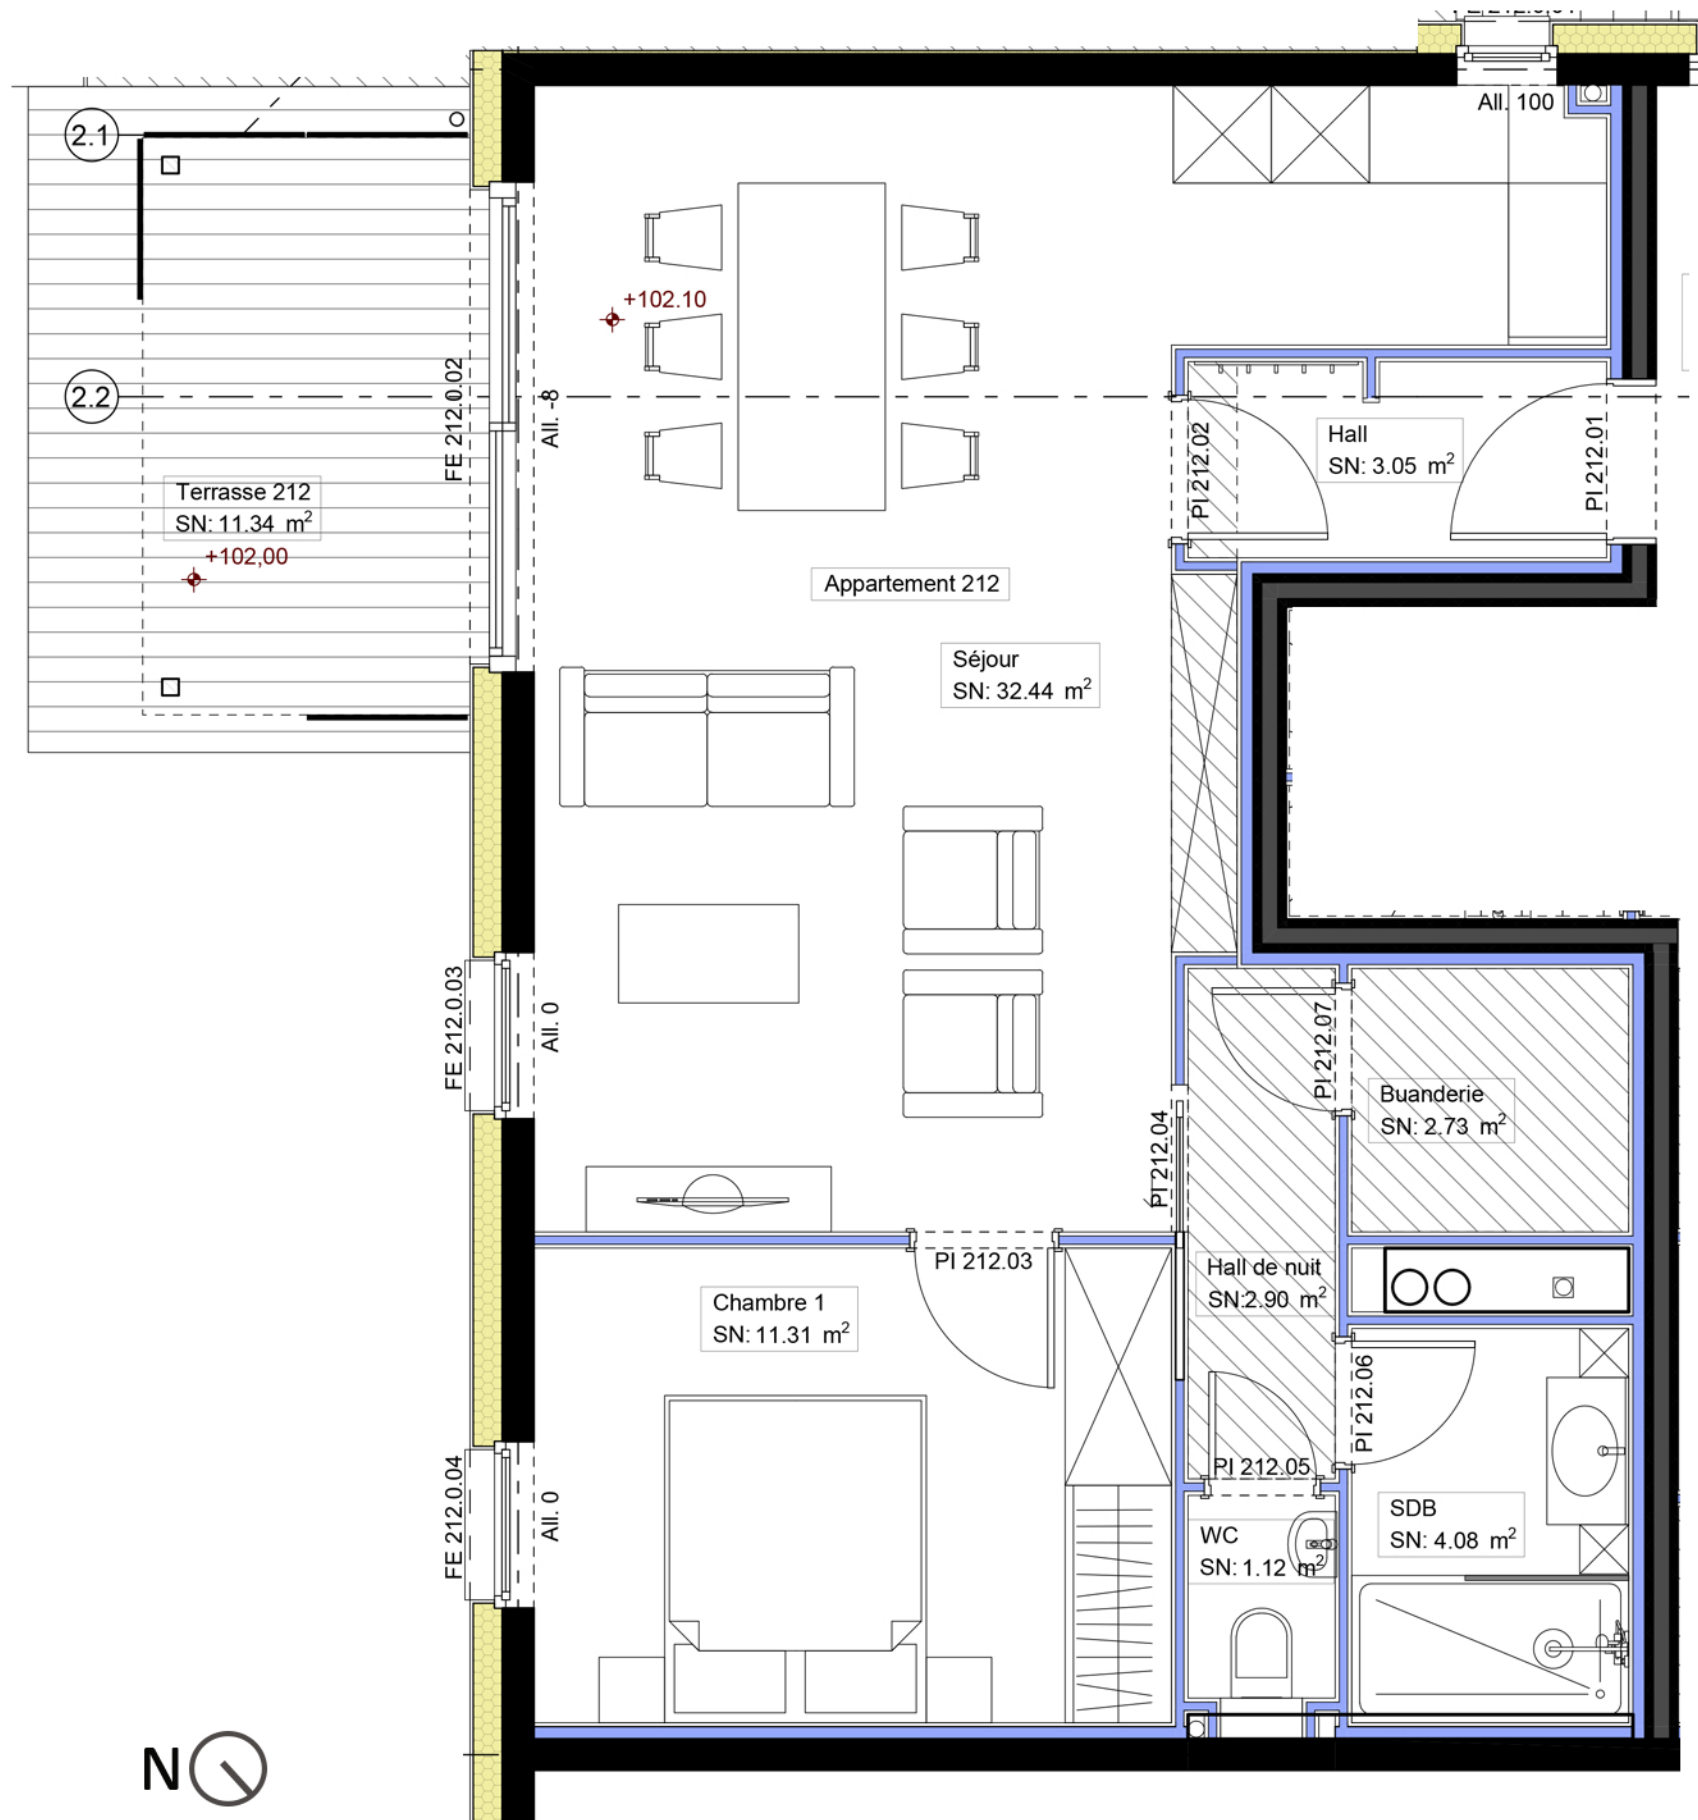 All. 100
2.1
+102.10
2.2
FE 212.0.02
All. -8
PI 212.02
Hall
SN: 3.05 m²
PI 212.01
Terrasse 212
SN: 11.34 m²
+102,00
Appartement 212
Séjour
SN: 32.44 m²
FE 212.0.03
All. 0
PI 212.07
Buanderie
SN: 2.73 m²
PI 212.04
PI 212.03
Hall de nuit
SN:2.90 m²
Chambre 1
SN: 11.31 m²
PI 212.06
PI 212.05
FE 212.0.04
All. 0
SDB
SN: 4.08 m²
WC
SN: 1.12 m²
N